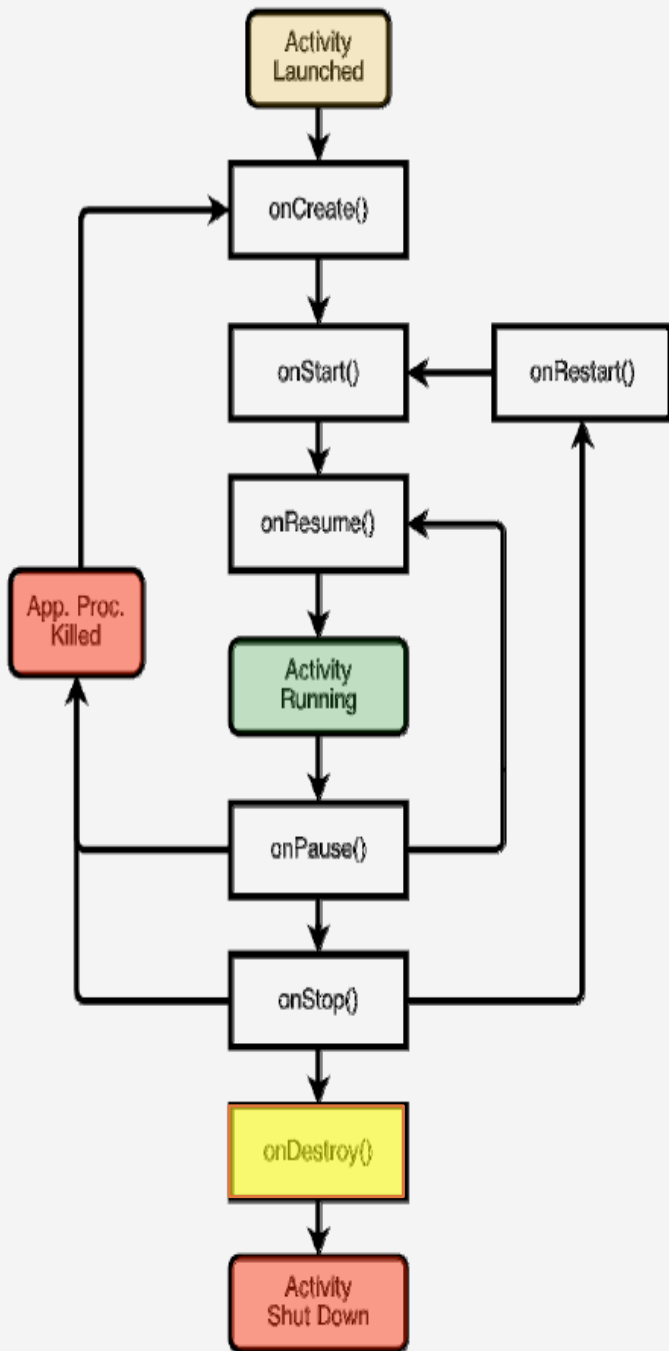 Activity
Launched
onCreate()
onStart()
onRestart()
onResume()
App. Proc.
Killed
Activity
Running
onPause()
onStop()
onDestroy()
Activity
Shut Down